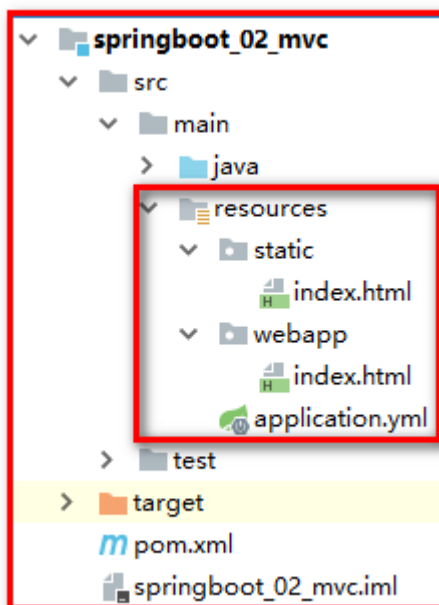 springboot_02_mvc
src
main
java
resources
static
index.html
webapp
index.html
application.yml
test
target
pom.xml
springboot_02_mvc.iml